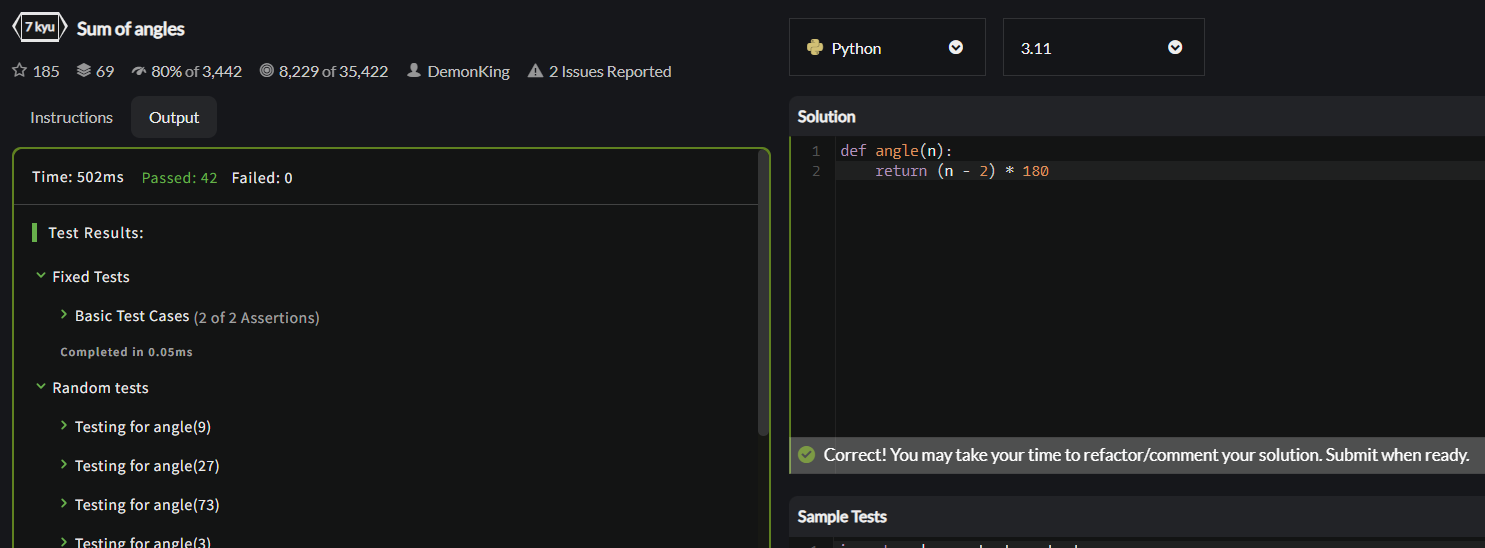 7 kyu Sum of angles
185 69 80% of 3,442 8,229 of 35,422 DemonKing 2 Issues Reported
Instructions Output
Time: 502ms Passed: 42 Failed: 0
Test Results:
Fixed Tests
Basic Test Cases (2 of 2 Assertions)
Completed in 0.05ms
Random tests
Testing for angle(9)
Testing for angle(27)
Testing for angle(73)
Testing for angle(3)
Python 3.11
Solution
1 def angle(n):
2 return (n - 2) * 180
Correct! You may take your time to refactor/comment your solution. Submit when ready.
Sample Tests